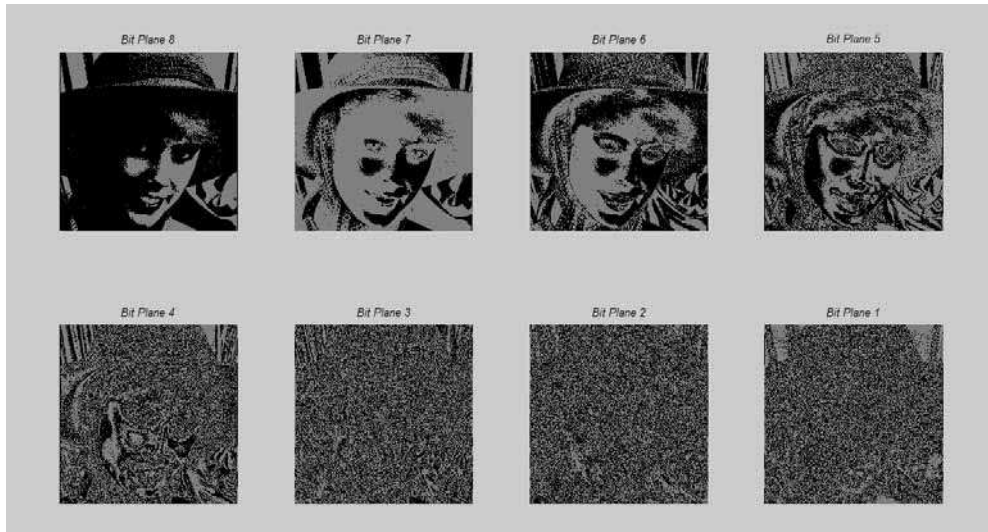 Bit Plane 8
Bit Plane 7
Bit Plane 6
Bit Plane 5
Bit Plane 4
Bit Plane 3
Bit Plane 2
Bit Plane 1